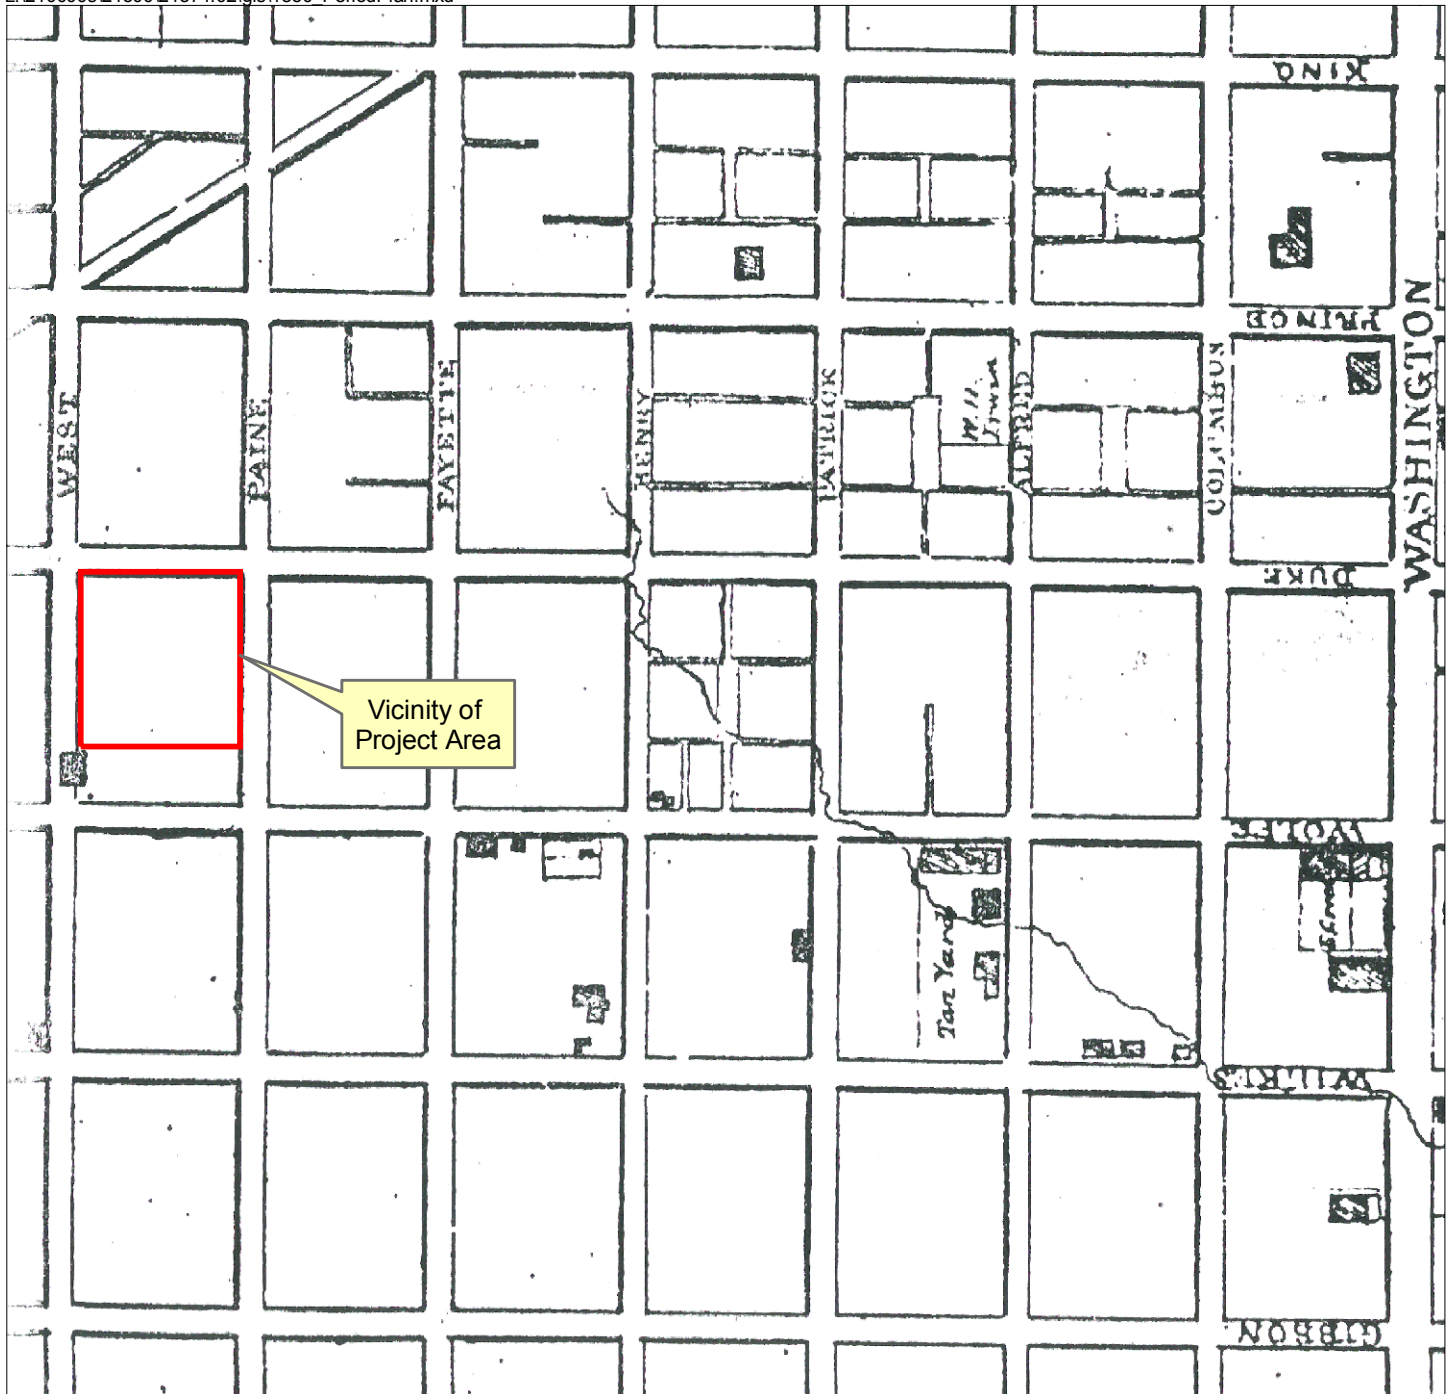 KING
PRINCE
WASHINGTON
WEST
PAINE
FAYETTE
HENRY
PATRICK
W. H.
Irwin
ALFRED
COLUMBUS
DUKE
Vicinity of
Project Area
WOLFE
Tan Yard
WILKES
GIBBON